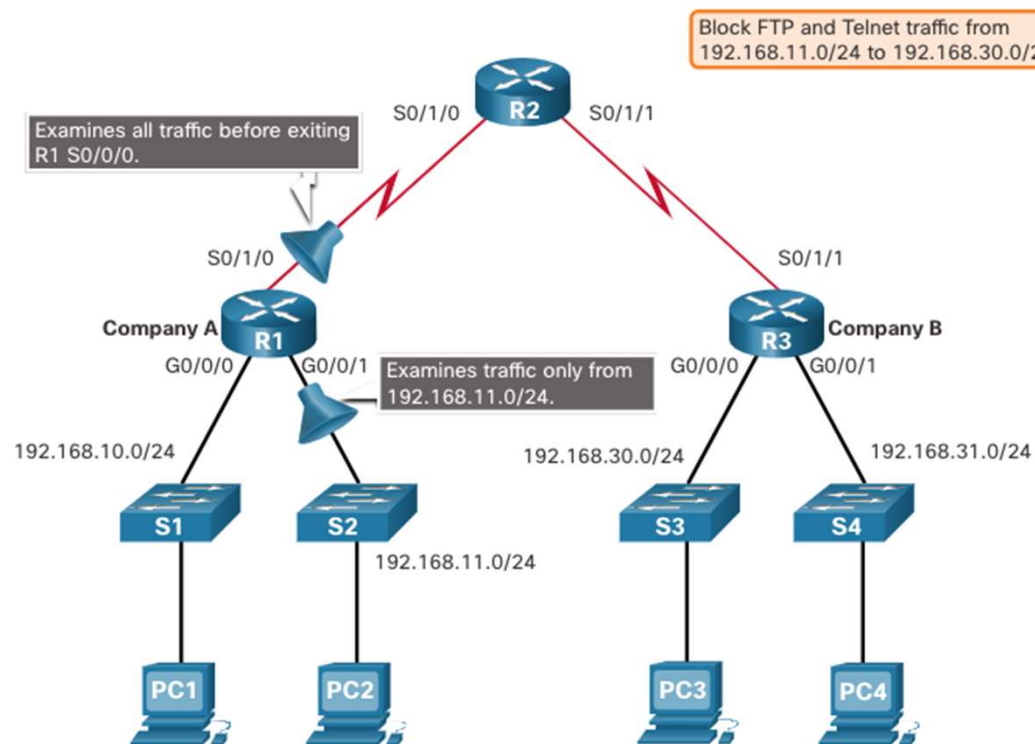 Block FTP and Telnet traffic from
192.168.11.0/24 to
R2
S0/1/0
S0/1/1
Examines all traffic before exiting
R1 S0/0/0.
S0/1/0
S0/1/1
Company A
R1
R3
Company B
G0/0/0
G0/0/1
G0/0/0
G0/0/1
Examines traffic only from
192.168.11.0/24.
192.168.10.0/24
192.168.30.0/24
192.168.31.0/24
S1
S2
S3
S4
192.168.11.0/24
PC1
PC2
PC3
PC4